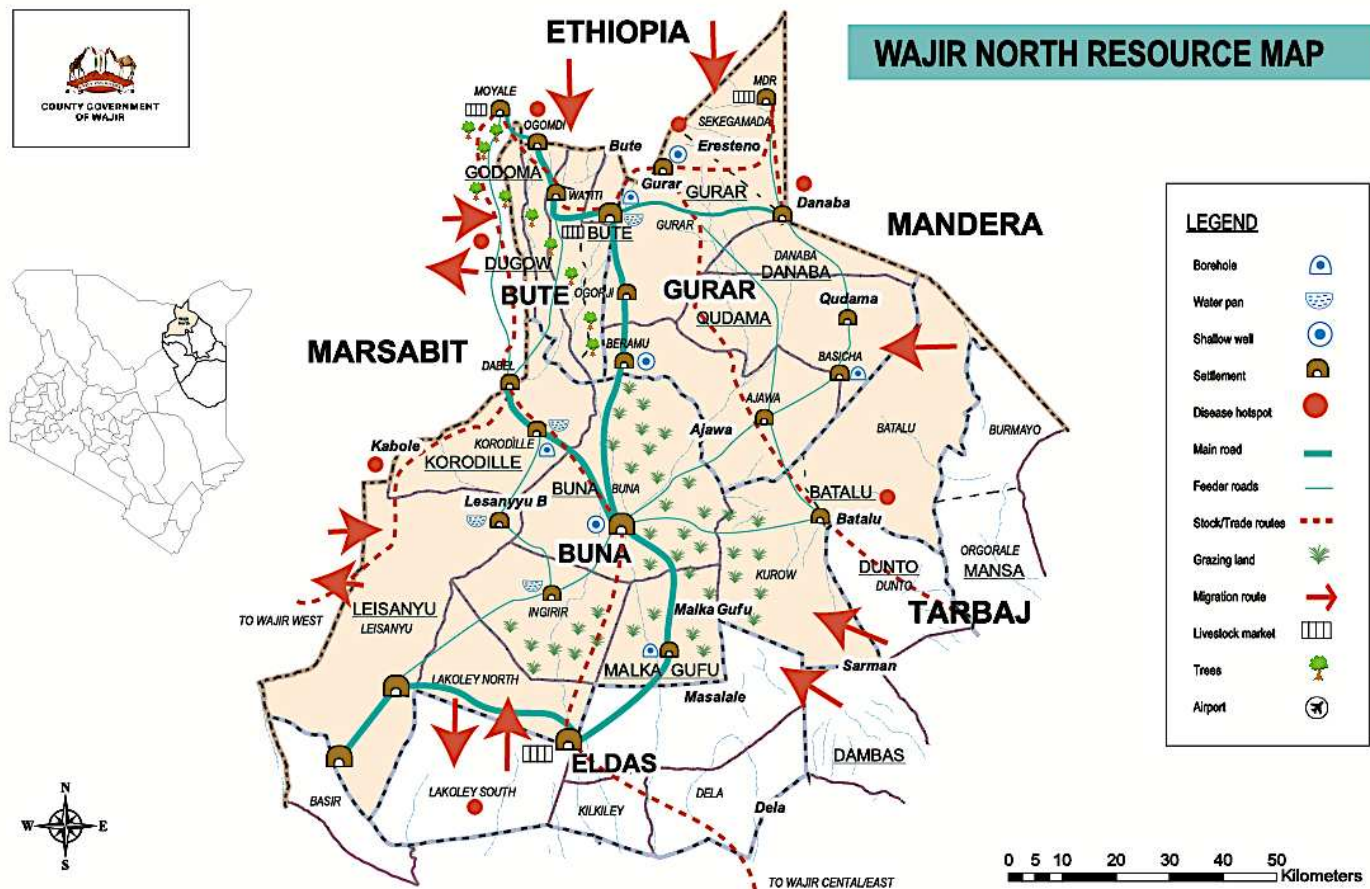 WAJIR NORTH RESOURCE MAP
COUNTY GOVERNMENT
OF WAJIR
ETHIOPIA
MOYALE
MDR
OGOMDI
SEKEGAMADA
Bute
Eresteno
GODOMA
Gurar
GURAR
WATITI
Danaba
BUTE
GURAR
MANDERA
DUGOW
DANABA
DANABA
BUTE
OGORJI
GURAR
Qudama
QUDAMA
MARSABIT
BERAMU
DABEL
BASICHA
AJAWA
Ajawa
BATALU
BURMAYO
Kabole
KORODILLE
KORODILLE
BUNA
BUNA
BATALU
Lesanyyu B
Batalu
BUNA
ORGORALE
MANSA
KUROW
DUNTO
DUNTO
LEISANYU
LEISANYU
INGIRIR
Malka Gufu
TARBAJ
TO WAJIR WEST
MALKA GUFU
Sarman
LAKOLEY NORTH
Masalale
DAMBAS
ELDAS
BASIR
LAKOLEY SOUTH
KILKILEY
DELA
Dela
TO WAJIR CENTAL/EAST
LEGEND
Borehole
Water pan
Shallow well
Settlement
Disease hotspot
Main road
Feeder roads
Stock/Trade routes
Grazing land
Migration route
Livestock market
Trees
Airport
N
W E
S
0 5 10 20 30 40 50
Kilometers